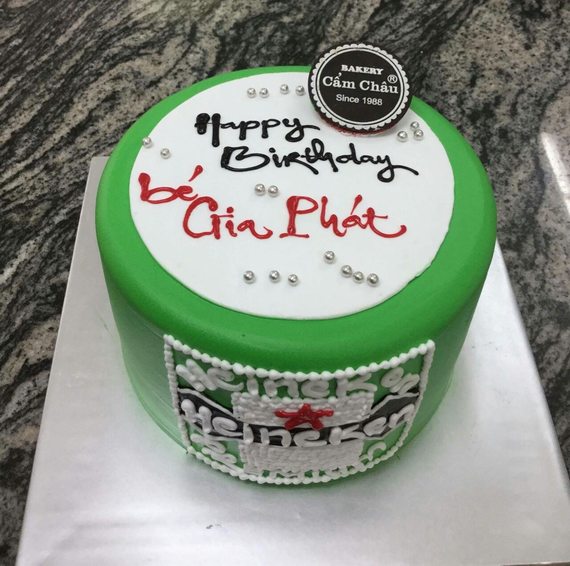 BAKERY
Cẩm Châu®
Since 1988
Happy
Birthday
bé
Gia Phát
Heineken
Heineken